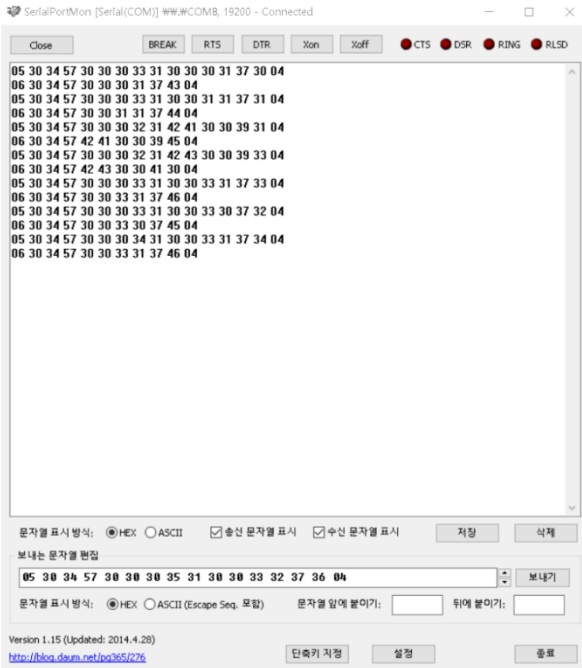 SerialPortMon [Serial(COM)] ₩₩.₩COM8, 19200 - Connected
Close BREAK RTS DTR Xon Xoff CTS DSR RING RLSD
05 30 34 57 30 30 30 33 31 30 30 30 31 37 30 04
06 30 34 57 30 30 30 31 37 43 04
05 30 34 57 30 30 30 33 31 30 30 31 31 37 31 04
06 30 34 57 30 30 31 31 37 44 04
05 30 34 57 30 30 30 32 31 42 41 30 30 39 31 04
06 30 34 57 42 41 30 30 39 45 04
05 30 34 57 30 30 30 32 31 42 43 30 30 39 33 04
06 30 34 57 42 43 30 30 41 30 04
05 30 34 57 30 30 30 33 31 30 30 33 31 37 33 04
06 30 34 57 30 30 33 31 37 46 04
05 30 34 57 30 30 30 33 31 30 30 33 30 37 32 04
06 30 34 57 30 30 33 30 37 45 04
05 30 34 57 30 30 30 34 31 30 30 33 31 37 34 04
06 30 34 57 30 30 33 31 37 46 04
문자열 표시 방식: HEX ASCII 송신 문자열 표시 수신 문자열 표시 저장 삭제
보내는 문자열 편집
05 30 34 57 30 30 30 35 31 30 30 33 32 37 36 04 보내기
문자열 표시 방식: HEX ASCII (Escape Seq. 포함) 문자열 앞에 붙이기: 뒤에 붙이기:
Version 1.15 (Updated: 2014.4.28)
http://blog.daum.net/pg365/276 단축키 지정 설정 종료